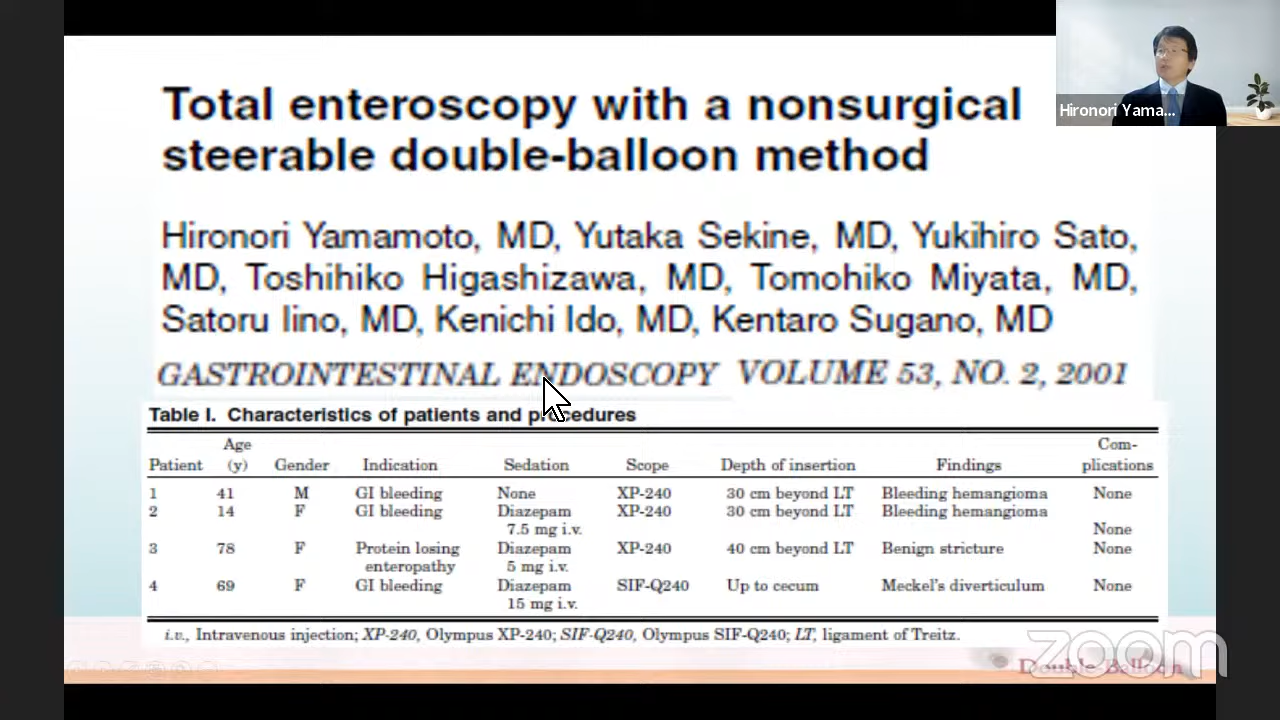 Total enteroscopy with a nonsurgical
steerable double-balloon method
Hironori Yama...
Hironori Yamamoto, MD, Yutaka Sekine, MD, Yukihiro Sato,
MD, Toshihiko Higashizawa, MD, Tomohiko Miyata, MD,
Satoru Iino, MD, Kenichi Ido, MD, Kentaro Sugano, MD
GASTROINTESTINAL ENDOSCOPY VOLUME 53, NO. 2, 2001
Table I. Characteristics of patients and procedures
Age Com-
Patient (y) Gender Indication Sedation Scope Depth of insertion Findings plications
1 41 M GI bleeding None XP-240 30 cm beyond LT Bleeding hemangioma None
2 14 F GI bleeding Diazepam XP-240 30 cm beyond LT Bleeding hemangioma
7.5 mg i.v. None
3 78 F Protein losing Diazepam XP-240 40 cm beyond LT Benign stricture None
enteropathy 5 mg i.v.
4 69 F GI bleeding Diazepam SIF-Q240 Up to cecum Meckel's diverticulum None
15 mg i.v.
i.v., Intravenous injection; XP-240, Olympus XP-240; SIF-Q240, Olympus SIF-Q240; LT, ligament of Treitz.
zoom
Double-Balloon